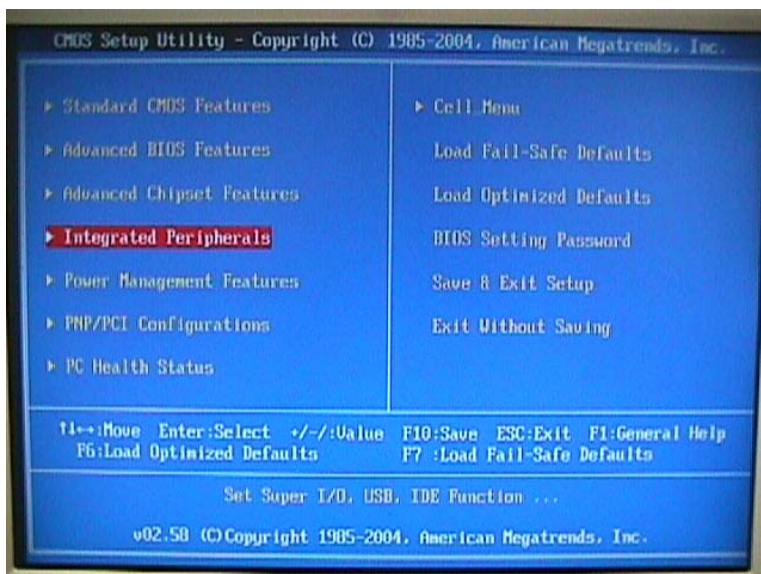 CMOS Setup Utility - Copyright (C) 1985-2004, American Megatrends, Inc.
▶ Standard CMOS Features
▶ Advanced BIOS Features
▶ Advanced Chipset Features
▶ Integrated Peripherals
▶ Power Management Features
▶ PNP/PCI Configurations
▶ PC Health Status
▶ Cell Menu
Load Fail-Safe Defaults
Load Optimized Defaults
BIOS Setting Password
Save & Exit Setup
Exit Without Saving
↑↓←→:Move Enter:Select +/-/:Value F10:Save ESC:Exit F1:General Help
F6:Load Optimized Defaults F7 :Load Fail-Safe Defaults
Set Super I/O, USB, IDE Function ...
v02.58 (C)Copyright 1985-2004, American Megatrends, Inc.